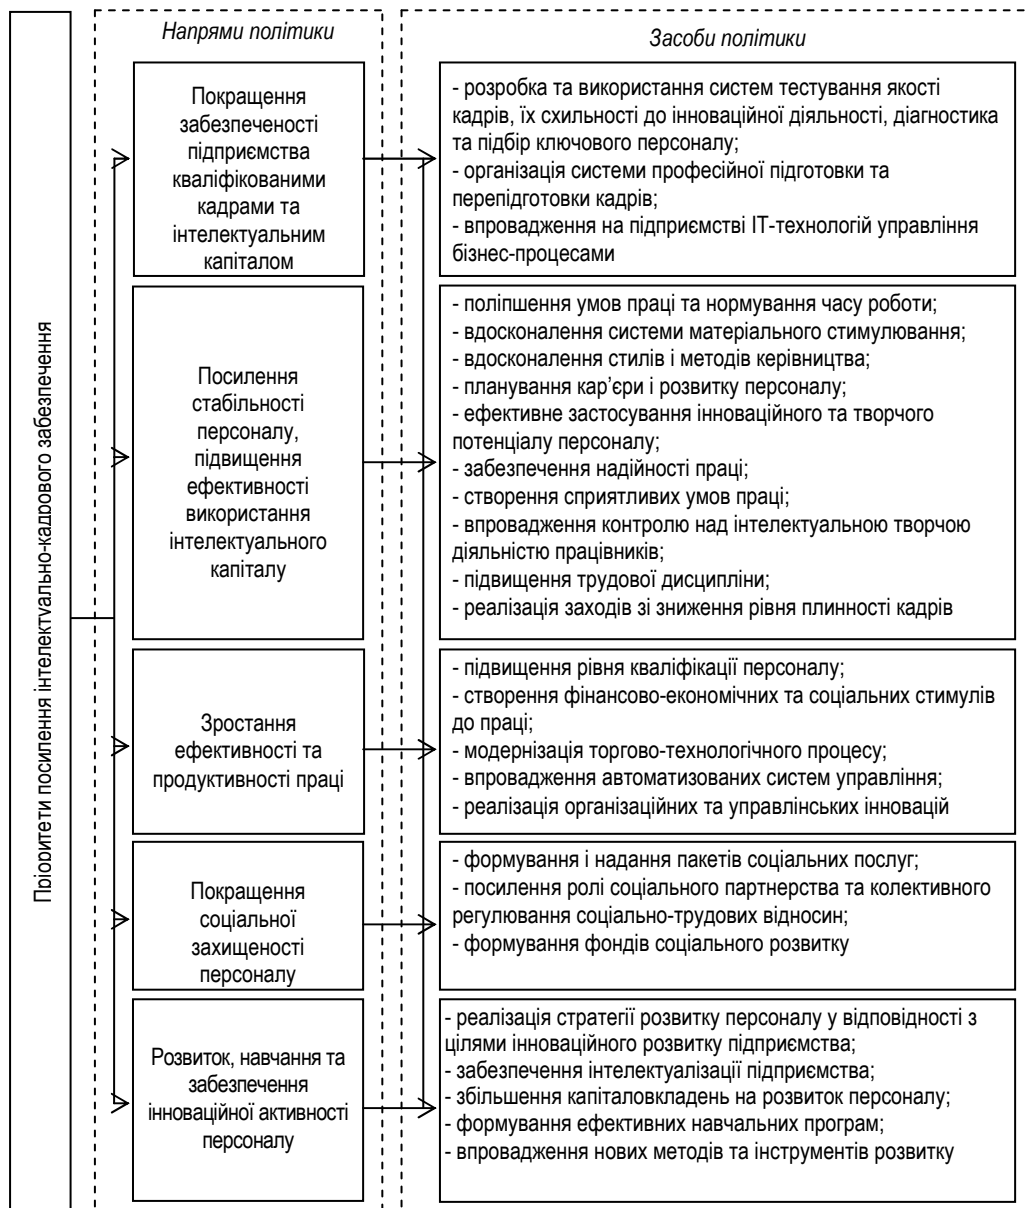 Пріоритети посилення інтелектуально-кадрового забезпечення
Напрями політики
Засоби політики
Покращення
забезпеченості
підприємства
кваліфікованими
кадрами та
інтелектуальним
капіталом
- розробка та використання систем тестування якості
кадрів, їх схильності до інноваційної діяльності, діагностика
та підбір ключового персоналу;
- організація системи професійної підготовки та
перепідготовки кадрів;
- впровадження на підприємстві ІТ-технологій управління
бізнес-процесами
Посилення
стабільності
персоналу,
підвищення
ефективності
використання
інтелектуального
капіталу
- поліпшення умов праці та нормування часу роботи;
- вдосконалення системи матеріального стимулювання;
- вдосконалення стилів і методів керівництва;
- планування кар’єри і розвитку персоналу;
- ефективне застосування інноваційного та творчого
потенціалу персоналу;
- забезпечення надійності праці;
- створення сприятливих умов праці;
- впровадження контролю над інтелектуальною творчою
діяльністю працівників;
- підвищення трудової дисципліни;
- реалізація заходів зі зниження рівня плинності кадрів
Зростання
ефективності та
продуктивності праці
- підвищення рівня кваліфікації персоналу;
- створення фінансово-економічних та соціальних стимулів
до праці;
- модернізація торгово-технологічного процесу;
- впровадження автоматизованих систем управління;
- реалізація організаційних та управлінських інновацій
Покращення
соціальної
захищеності
персоналу
- формування і надання пакетів соціальних послуг;
- посилення ролі соціального партнерства та колективного
регулювання соціально-трудових відносин;
- формування фондів соціального розвитку
Розвиток, навчання та
забезпечення
інноваційної активності
персоналу
- реалізація стратегії розвитку персоналу у відповідності з
цілями інноваційного розвитку підприємства;
- забезпечення інтелектуалізації підприємства;
- збільшення капіталовкладень на розвиток персоналу;
- формування ефективних навчальних програм;
- впровадження нових методів та інструментів розвитку